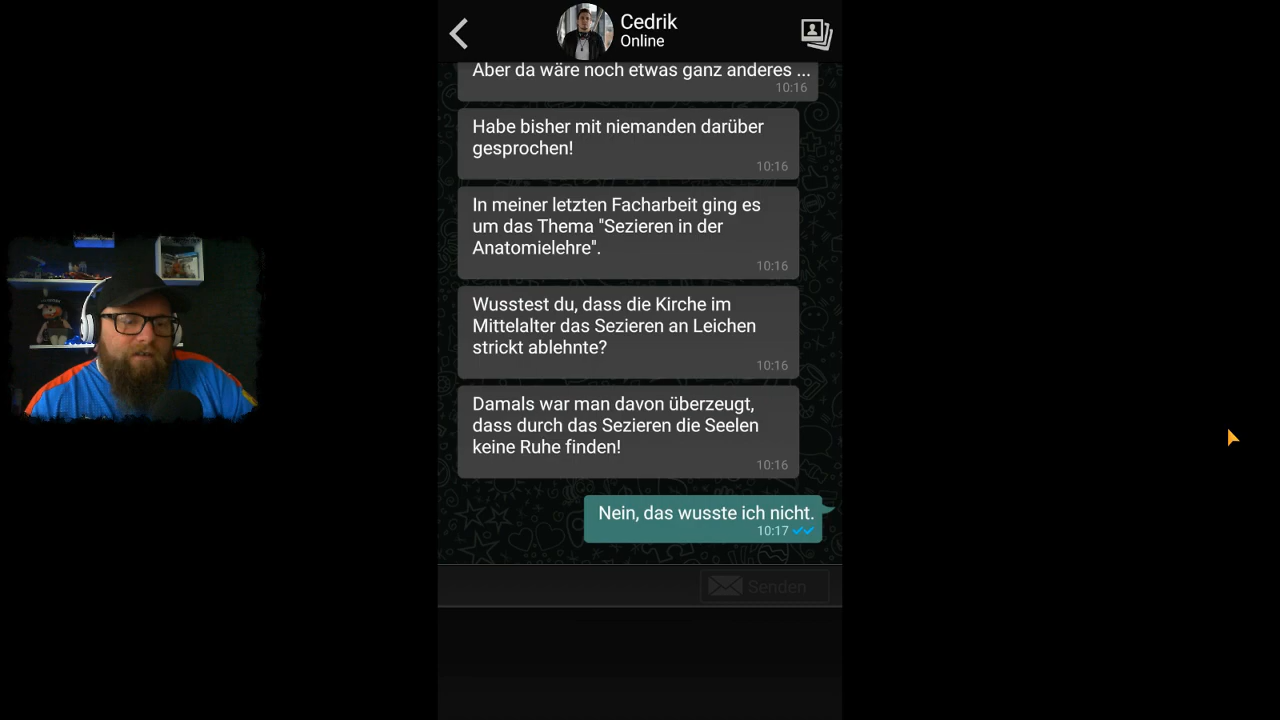 Cedrik
Online
Aber da wäre noch etwas ganz anderes ...
10:16
Habe bisher mit niemanden darüber
gesprochen!
10:16
In meiner letzten Facharbeit ging es
um das Thema "Sezieren in der
Anatomielehre".
10:16
Wusstest du, dass die Kirche im
Mittelalter das Sezieren an Leichen
strickt ablehnte?
10:16
Damals war man davon überzeugt,
dass durch das Sezieren die Seelen
keine Ruhe finden!
10:16
Nein, das wusste ich nicht.
10:17
Senden